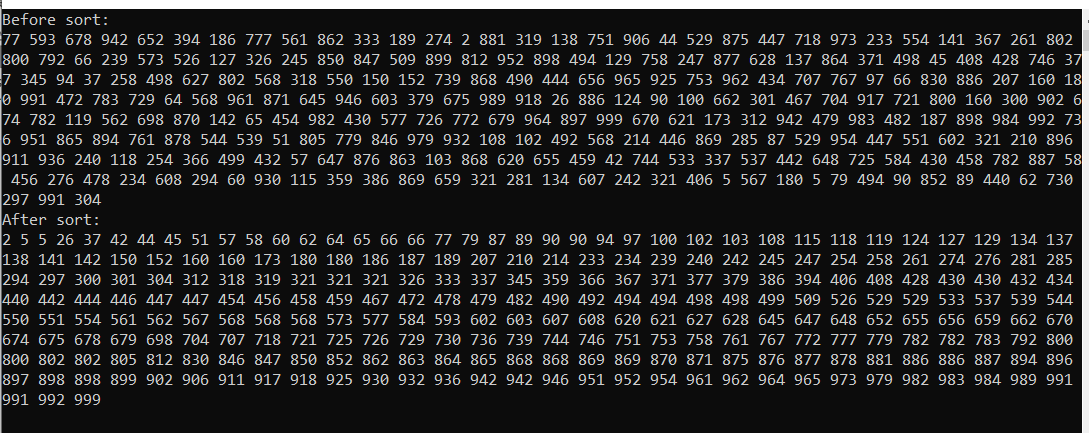 Before sort:
77 593 678 942 652 394 186 777 561 862 333 189 274 2 881 319 138 751 906 44 529 875 447 718 973 233 554 141 367 261 802
800 792 66 239 573 526 127 326 245 850 847 509 899 812 952 898 494 129 758 247 877 628 137 864 371 498 45 408 428 746 37
7 345 94 37 258 498 627 802 568 318 550 150 152 739 868 490 444 656 965 925 753 962 434 707 767 97 66 830 886 207 160 18
0 991 472 783 729 64 568 961 871 645 946 603 379 675 989 918 26 886 124 90 100 662 301 467 704 917 721 800 160 300 902 6
74 782 119 562 698 870 142 65 454 982 430 577 726 772 679 964 897 999 670 621 173 312 942 479 983 482 187 898 984 992 73
6 951 865 894 761 878 544 539 51 805 779 846 979 932 108 102 492 568 214 446 869 285 87 529 954 447 551 602 321 210 896
911 936 240 118 254 366 499 432 57 647 876 863 103 868 620 655 459 42 744 533 337 537 442 648 725 584 430 458 782 887 58
456 276 478 234 608 294 60 930 115 359 386 869 659 321 281 134 607 242 321 406 5 567 180 5 79 494 90 852 89 440 62 730
297 991 304
After sort:
2 5 5 26 37 42 44 45 51 57 58 60 62 64 65 66 66 77 79 87 89 90 90 94 97 100 102 103 108 115 118 119 124 127 129 134 137
138 141 142 150 152 160 160 173 180 180 186 187 189 207 210 214 233 234 239 240 242 245 247 254 258 261 274 276 281 285
294 297 300 301 304 312 318 319 321 321 321 326 333 337 345 359 366 367 371 377 379 386 394 406 408 428 430 430 432 434
440 442 444 446 447 447 454 456 458 459 467 472 478 479 482 490 492 494 494 498 498 499 509 526 529 529 533 537 539 544
550 551 554 561 562 567 568 568 568 573 577 584 593 602 603 607 608 620 621 627 628 645 647 648 652 655 656 659 662 670
674 675 678 679 698 704 707 718 721 725 726 729 730 736 739 744 746 751 753 758 761 767 772 777 779 782 782 783 792 800
800 802 802 805 812 830 846 847 850 852 862 863 864 865 868 868 869 869 870 871 875 876 877 878 881 886 886 887 894 896
897 898 898 899 902 906 911 917 918 925 930 932 936 942 942 946 951 952 954 961 962 964 965 973 979 982 983 984 989 991
991 992 999